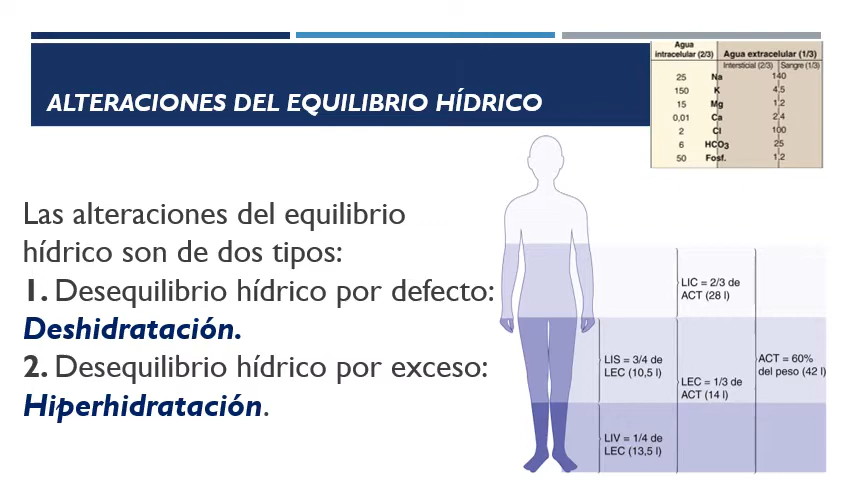 ALTERACIONES DEL EQUILIBRIO HÍDRICO
Agua
intracelular (2/3) Agua extracelular (1/3)
Intersticial (2/3) Sangre (1/3)
25 Na 140
150 K 4,5
15 Mg 1,2
0,01 Ca 2,4
2 Cl 100
6 HCO3 25
50 Fosf. 1,2
Las alteraciones del equilibrio
hídrico son de dos tipos:
1. Desequilibrio hídrico por defecto:
Deshidratación.
2. Desequilibrio hídrico por exceso:
Hiperhidratación.
LIC = 2/3 de
ACT (28 l)
LIS = 3/4 de
LEC (10,5 l)
LEC = 1/3 de
ACT (14 l)
ACT = 60%
del peso (42 l)
LIV = 1/4 de
LEC (13,5 l)